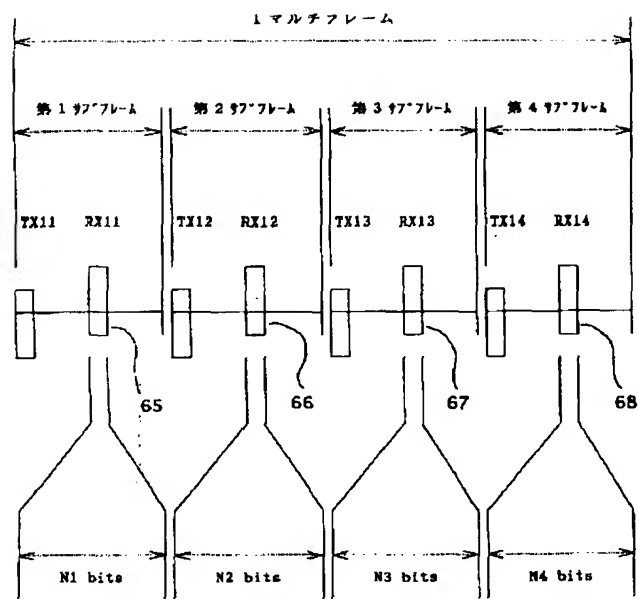 1 マルチフレーム
第1サブフレーム 第2サブフレーム 第3サブフレーム 第4サブフレーム
TX11 RX11 TX12 RX12 TX13 RX13 TX14 RX14
65 66 67 68
N1 bits N2 bits N3 bits N4 bits